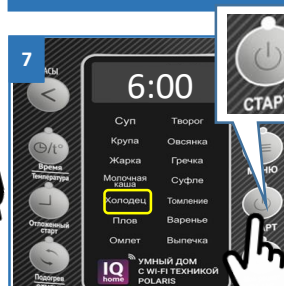 7
ЧАСЫ
6:00
СТАРТ
Суп Творог
Крупа Овсянка
Жарка Гречка
Молочная каша Суфле
Холодец Томление
Плов Варенье
Омлет Выпечка
Время
Температура
МЕНЮ
Отложенный
старт
Подогрев
IQ
home
УМНЫЙ ДОМ
С WI-FI ТЕХНИКОЙ
POLARIS